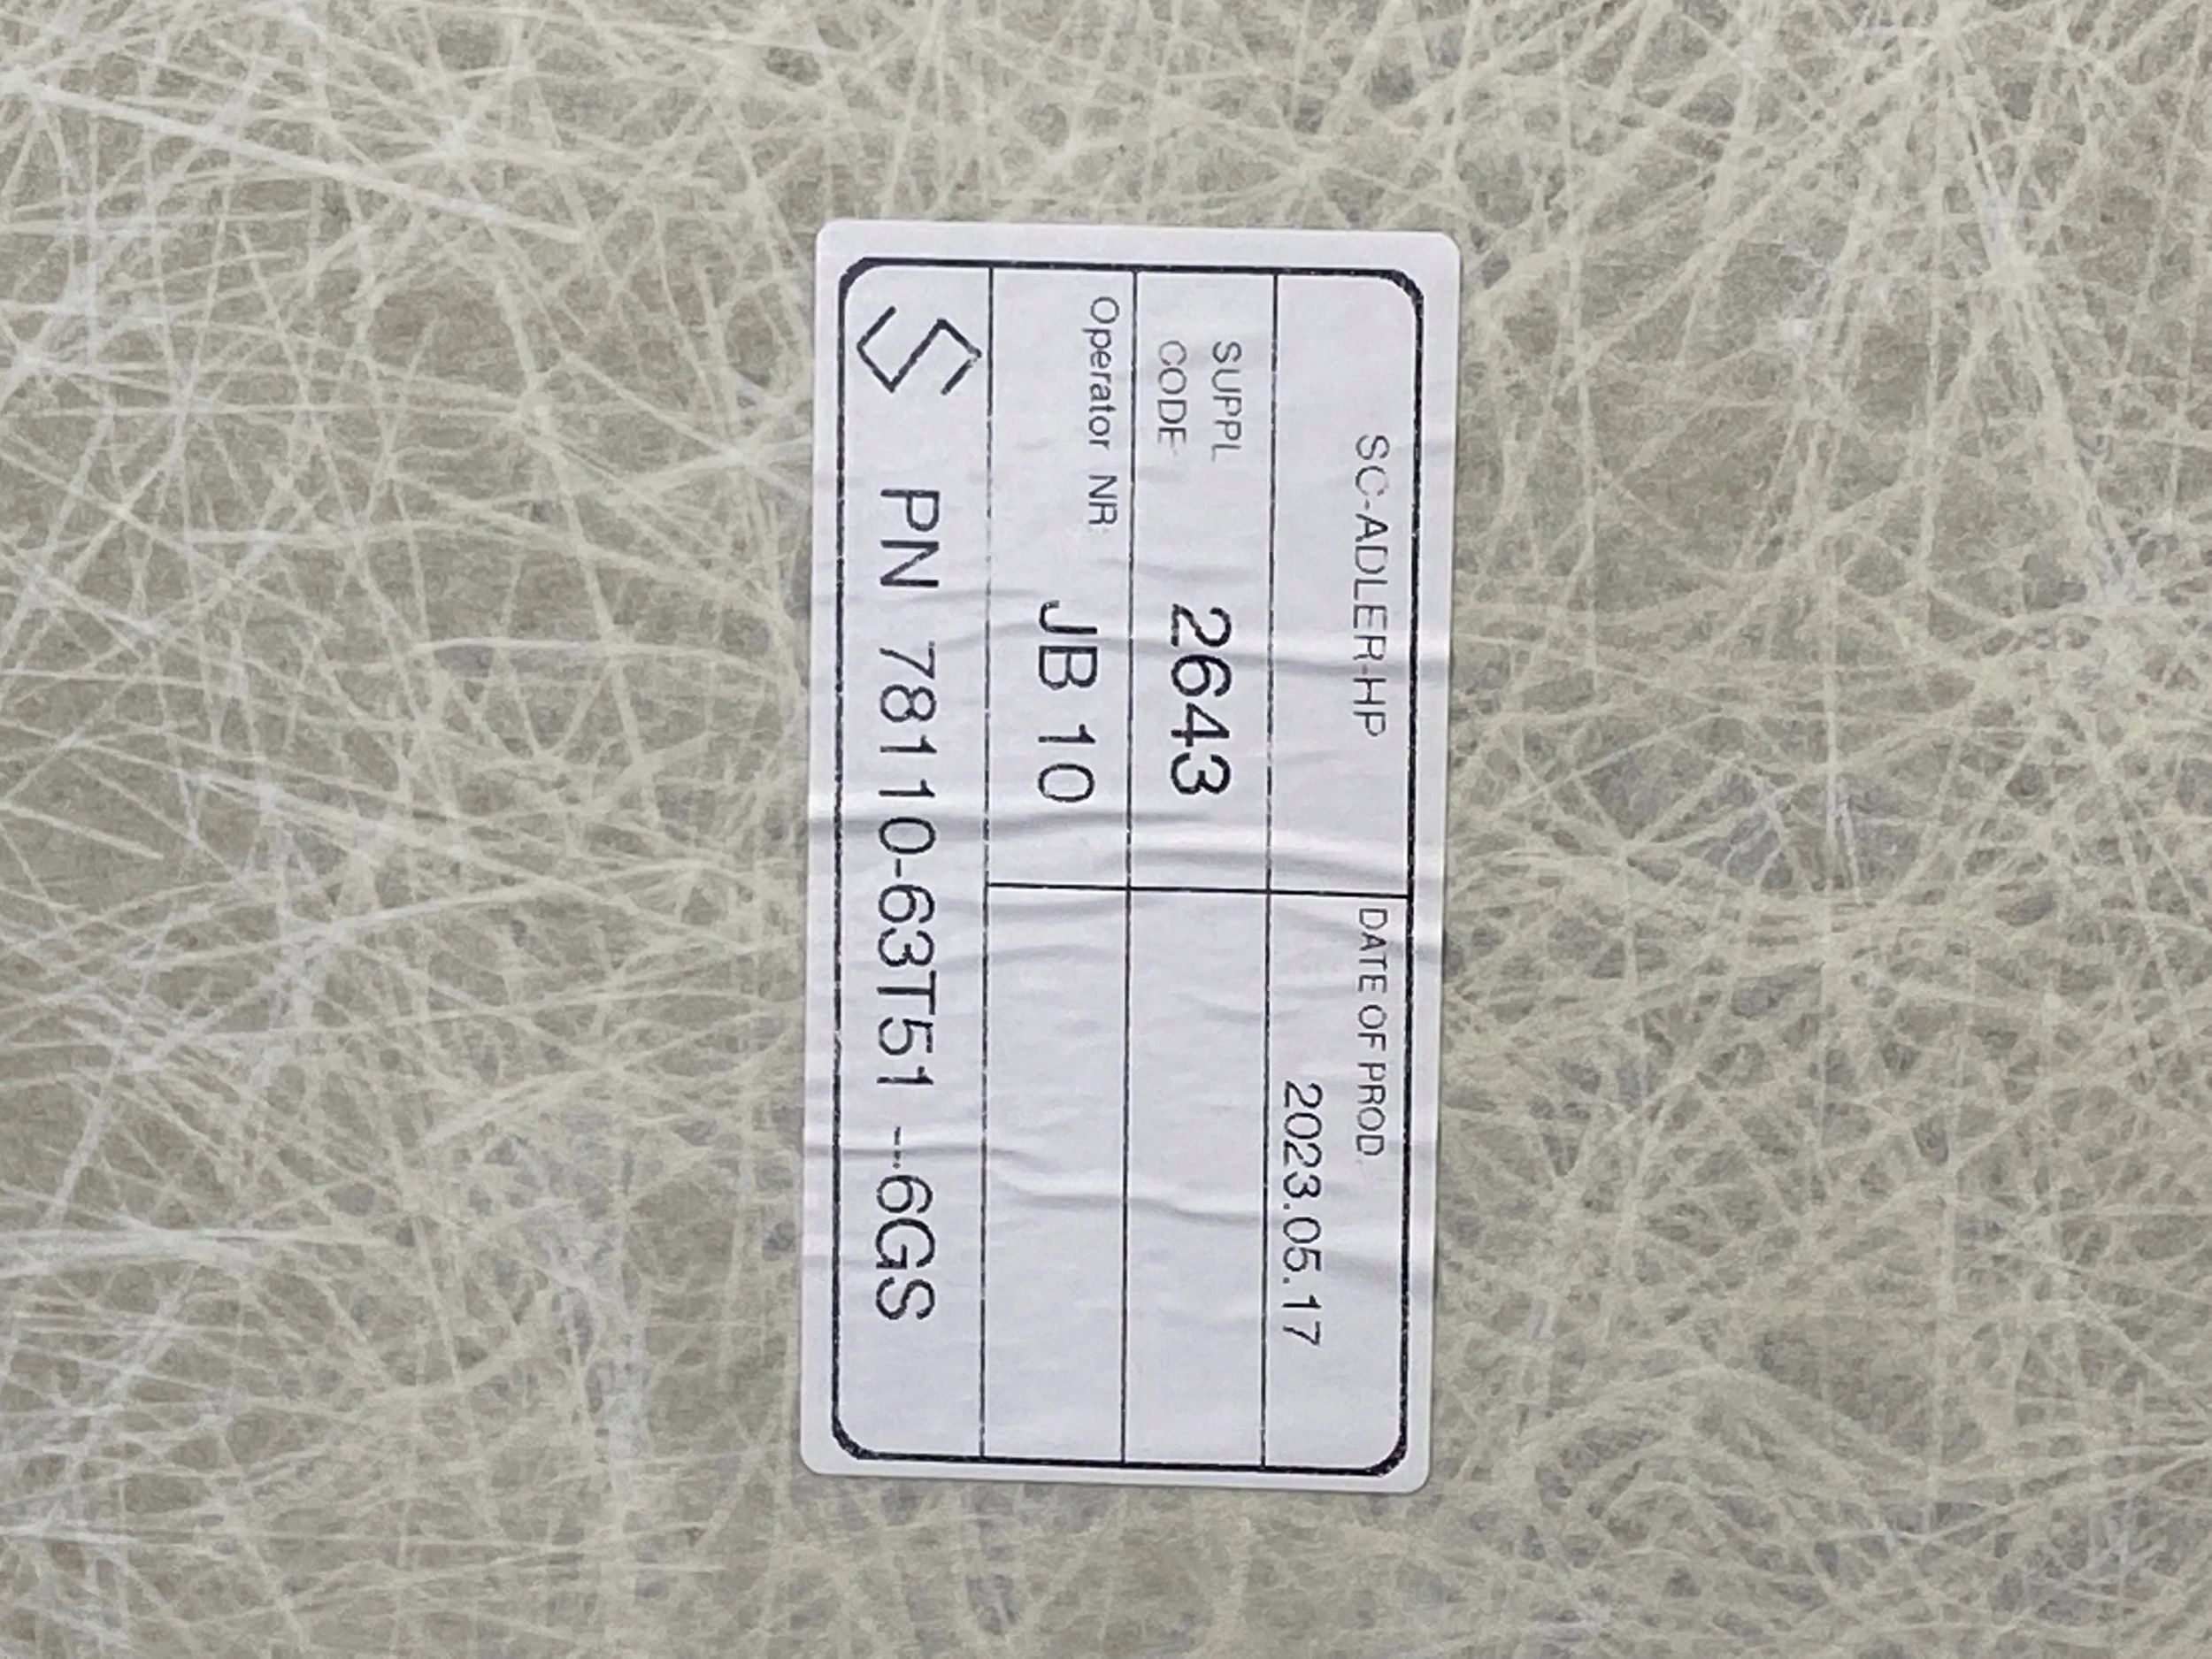 SC-ADLER-HP
DATE OF PROD.
2023.05.17
SUPPL
CODE
2643
Operator NR:
JB 10
PN 78110-63T51 ---6GS